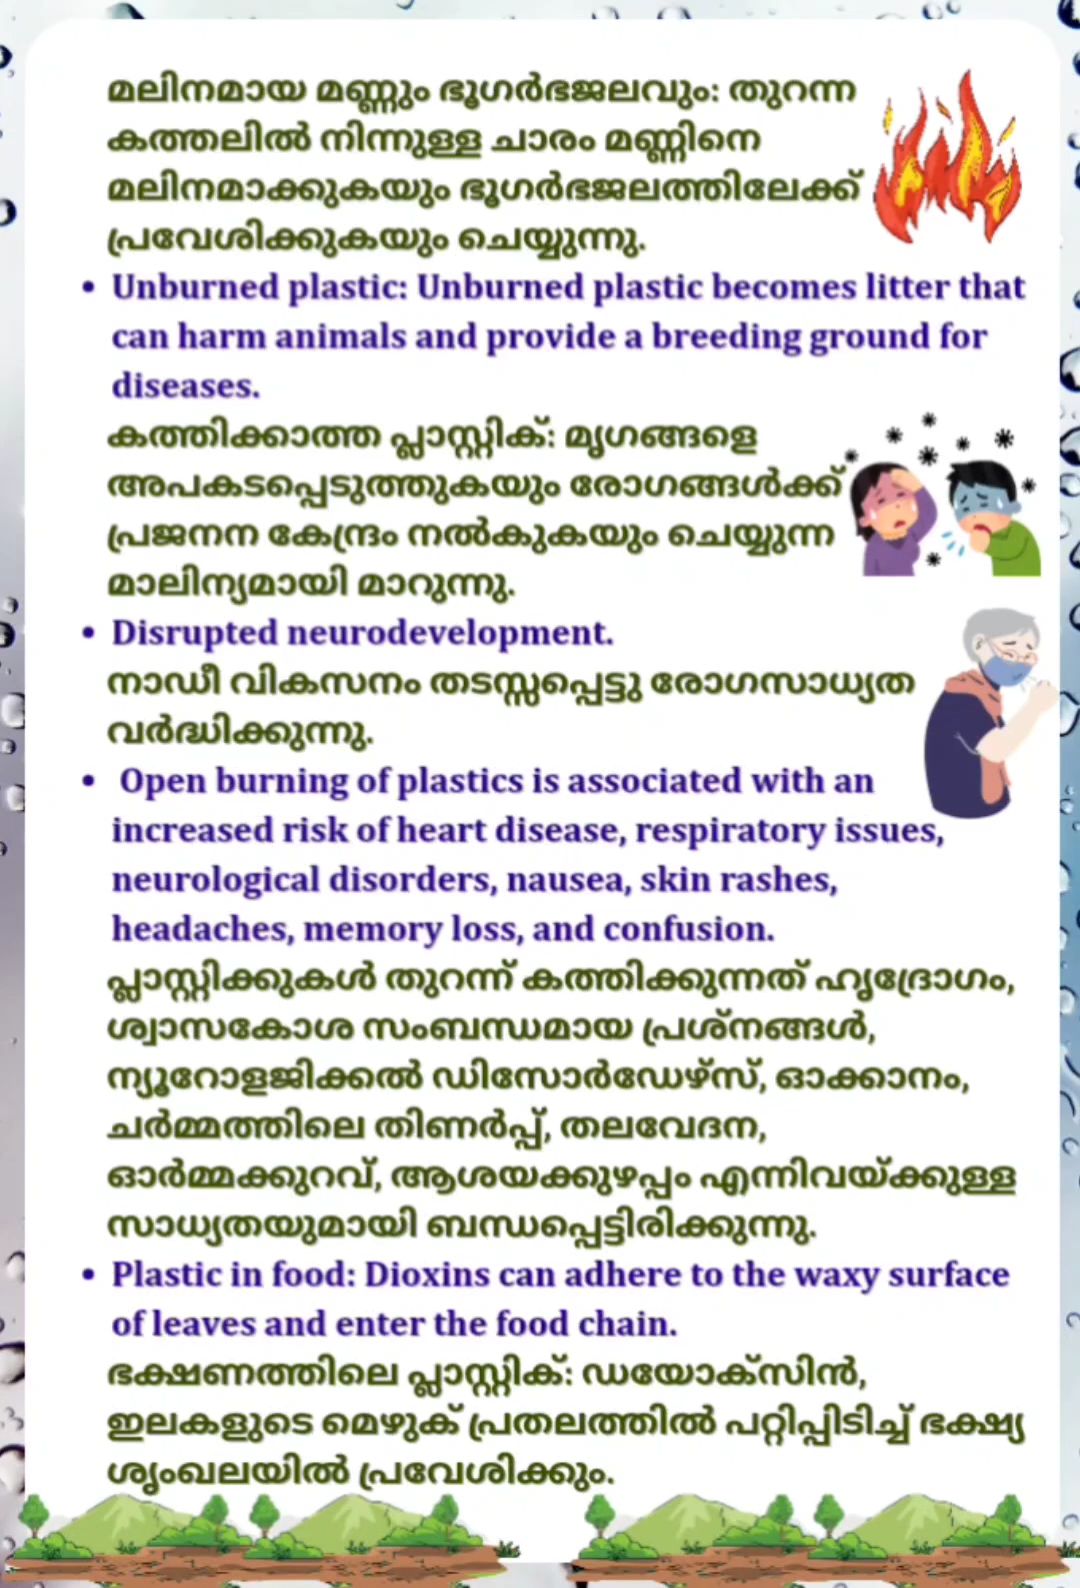 മലിനമായ മണ്ണും ഭൂഗർഭജലവും: തുറന്ന
കത്തലിൽ നിന്നുള്ള ചാരം മണ്ണിനെ
മലിനമാക്കുകയും ഭൂഗർഭജലത്തിലേക്ക്
പ്രവേശിക്കുകയും ചെയ്യുന്നു.
• Unburned plastic: Unburned plastic becomes litter that
can harm animals and provide a breeding ground for
diseases.
കത്തിക്കാത്ത പ്ലാസ്റ്റിക്: മൃഗങ്ങളെ
അപകടപ്പെടുത്തുകയും രോഗങ്ങൾക്ക്
പ്രജനന കേന്ദ്രം നൽകുകയും ചെയ്യുന്ന
മാലിന്യമായി മാറുന്നു.
• Disrupted neurodevelopment.
നാഡീ വികസനം തടസ്സപ്പെട്ടു രോഗസാധ്യത
വർദ്ധിക്കുന്നു.
• Open burning of plastics is associated with an
increased risk of heart disease, respiratory issues,
neurological disorders, nausea, skin rashes,
headaches, memory loss, and confusion.
പ്ലാസ്റ്റിക്കുകൾ തുറന്ന് കത്തിക്കുന്നത് ഹൃദ്രോഗം,
ശ്വാസകോശ സംബന്ധമായ പ്രശ്നങ്ങൾ,
ന്യൂറോളജിക്കൽ ഡിസോർഡേഴ്സ്, ഓക്കാനം,
ചർമ്മത്തിലെ തിണർപ്പ്, തലവേദന,
ഓർമ്മക്കുറവ്, ആശയക്കുഴപ്പം എന്നിവയ്ക്കുള്ള
സാധ്യതയുമായി ബന്ധപ്പെട്ടിരിക്കുന്നു.
• Plastic in food: Dioxins can adhere to the waxy surface
of leaves and enter the food chain.
ഭക്ഷണത്തിലെ പ്ലാസ്റ്റിക്: ഡയോക്സിൻ,
ഇലകളുടെ മെഴുക് പ്രതലത്തിൽ പറ്റിപ്പിടിച്ച് ഭക്ഷ്യ
ശൃംഖലയിൽ പ്രവേശിക്കും.